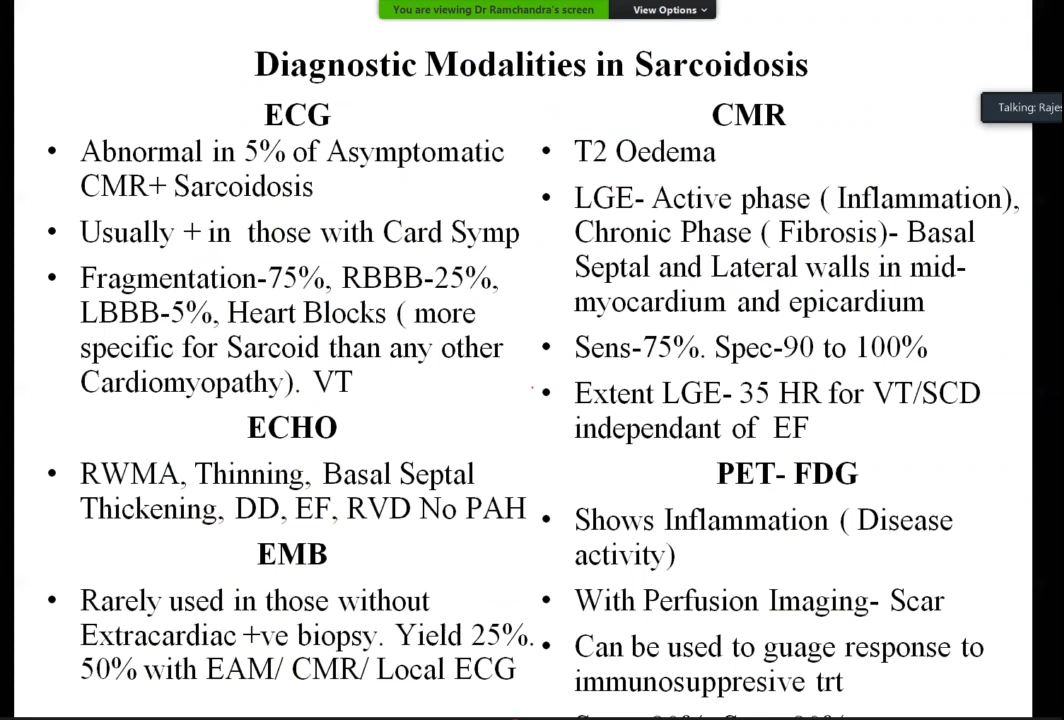 You are viewing Dr Ramchandra's screen
View Options
Talking: Rajes
Diagnostic Modalities in Sarcoidosis
ECG
• Abnormal in 5% of Asymptomatic
CMR+ Sarcoidosis
• Usually + in those with Card Symp
• Fragmentation-75%, RBBB-25%,
LBBB-5%, Heart Blocks ( more
specific for Sarcoid than any other
Cardiomyopathy). VT
ECHO
• RWMA, Thinning, Basal Septal
Thickening, DD, EF, RVD No PAH
EMB
• Rarely used in those without
Extracardiac +ve biopsy. Yield 25%.
50% with EAM/ CMR/ Local ECG
CMR
• T2 Oedema
• LGE- Active phase ( Inflammation),
Chronic Phase ( Fibrosis)- Basal
Septal and Lateral walls in mid-
myocardium and epicardium
• Sens-75%. Spec-90 to 100%
• Extent LGE- 35 HR for VT/SCD
independant of EF
PET- FDG
• Shows Inflammation ( Disease
activity)
• With Perfusion Imaging- Scar
• Can be used to guage response to
immunosuppresive trt